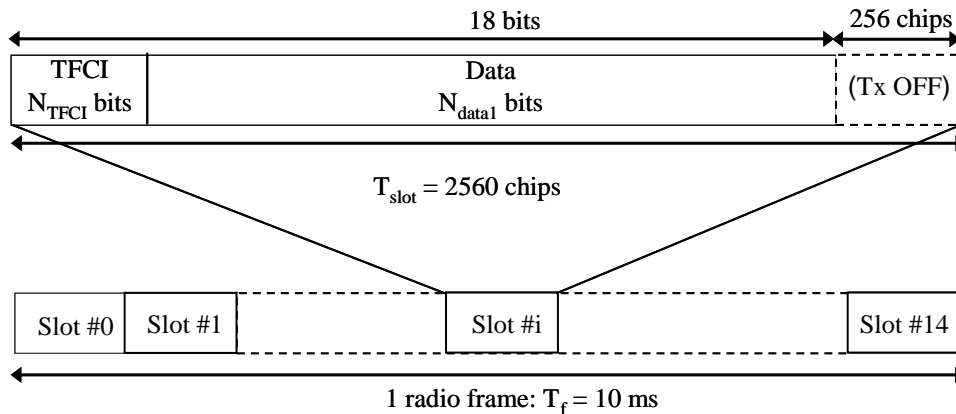 18 bits
256 chips
TFCI
N_TFCI bits
Data
N_data1 bits
(Tx OFF)
T_slot = 2560 chips
Slot #0
Slot #1
Slot #i
Slot #14
1 radio frame: T_f = 10 ms